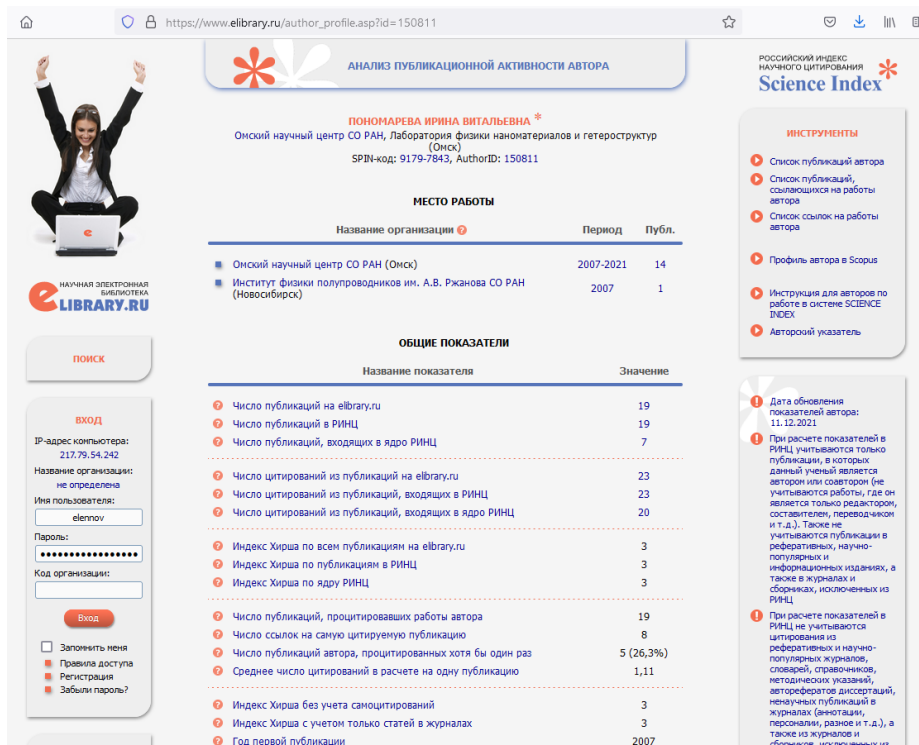 https://www.elibrary.ru/author_profile.asp?id=150811
АНАЛИЗ ПУБЛИКАЦИОННОЙ АКТИВНОСТИ АВТОРА
ПОНОМАРЕВА ИРИНА ВИТАЛЬЕВНА *
Омский научный центр СО РАН, Лаборатория физики наноматериалов и гетероструктур
(Омск)
SPIN-код: 9179-7843, AuthorID: 150811
МЕСТО РАБОТЫ
Название организации ? Период Публ.
Омский научный центр СО РАН (Омск) 2007-2021 14
Институт физики полупроводников им. А.В. Ржанова СО РАН
(Новосибирск) 2007 1
ОБЩИЕ ПОКАЗАТЕЛИ
Название показателя Значение
? Число публикаций на elibrary.ru 19
? Число публикаций в РИНЦ 19
? Число публикаций, входящих в ядро РИНЦ 7
? Число цитирований из публикаций на elibrary.ru 23
? Число цитирований из публикаций, входящих в РИНЦ 23
? Число цитирований из публикаций, входящих в ядро РИНЦ 20
? Индекс Хирша по всем публикациям на elibrary.ru 3
? Индекс Хирша по публикациям в РИНЦ 3
? Индекс Хирша по ядру РИНЦ 3
? Число публикаций, процитировавших работы автора 19
? Число ссылок на самую цитируемую публикацию 8
? Число публикаций автора, процитированных хотя бы один раз 5 (26,3%)
? Среднее число цитирований в расчете на одну публикацию 1,11
? Индекс Хирша без учета самоцитирований 3
? Индекс Хирша с учетом только статей в журналах 3
? Год первой публикации 2007
e
НАУЧНАЯ ЭЛЕКТРОННАЯ
БИБЛИОТЕКА
eLIBRARY.RU
ПОИСК
ВХОД
IP-адрес компьютера:
217.79.54.242
Название организации:
не определена
Имя пользователя:
elennov
Пароль:
Код организации:
Вход
Запомнить меня
Правила доступа
Регистрация
Забыли пароль?
РОССИЙСКИЙ ИНДЕКС
НАУЧНОГО ЦИТИРОВАНИЯ
Science Index
ИНСТРУМЕНТЫ
Список публикаций автора
Список публикаций,
ссылающихся на работы
автора
Список ссылок на работы
автора
Профиль автора в Scopus
Инструкция для авторов по
работе в системе SCIENCE
INDEX
Авторский указатель
! Дата обновления
показателей автора:
11.12.2021
! При расчете показателей в
РИНЦ учитываются только
публикации, в которых
данный ученый является
автором или соавтором (не
учитываются работы, где он
является только редактором,
составителем, переводчиком
и т.д.). Также не
учитываются публикации в
реферативных, научно-
популярных и
информационных изданиях, а
также в журналах и
сборниках, исключенных из
РИНЦ
! При расчете показателей в
РИНЦ не учитываются
цитирования из
реферативных и научно-
популярных журналов,
словарей, справочников,
методических указаний,
авторефератов диссертаций,
ненаучных публикаций в
журналах (аннотации,
персоналии, разное и т.д.), а
также из журналов и
сборников, исключенных из